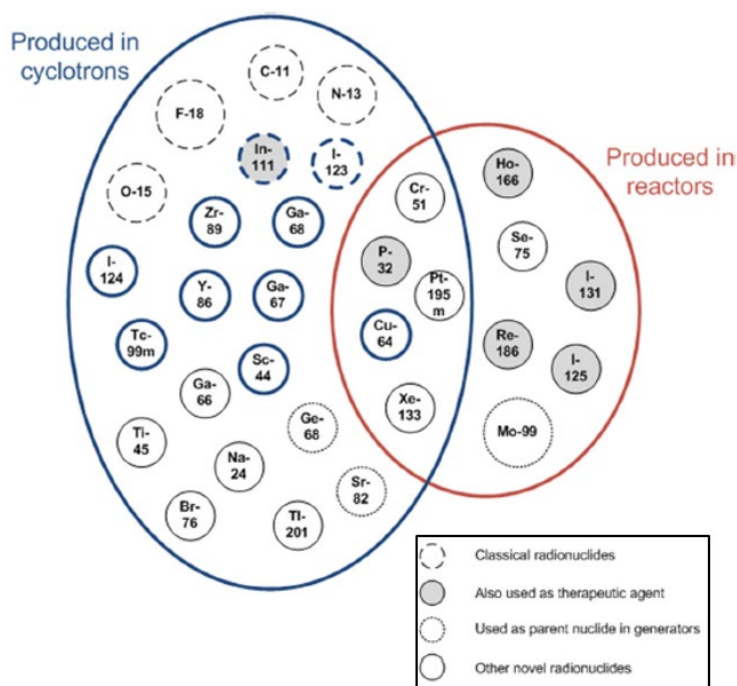 Produced in
cyclotrons
C-11
N-13
F-18
In-
111
I-
123
O-15
Zr-
89
Ga-
68
I-
124
Y-
86
Ga-
67
Tc-
99m
Sc-
44
Ga-
66
Ti-
45
Ge-
68
Na-
24
Sr-
82
Br-
76
Tl-
201
Cr-
51
P-
32
Pt-
195
m
Cu-
64
Xe-
133
Produced in
reactors
Ho-
166
Se-
75
I-
131
Re-
186
I-
125
Mo-99
Classical radionuclides
Also used as therapeutic agent
Used as parent nuclide in generators
Other novel radionuclides